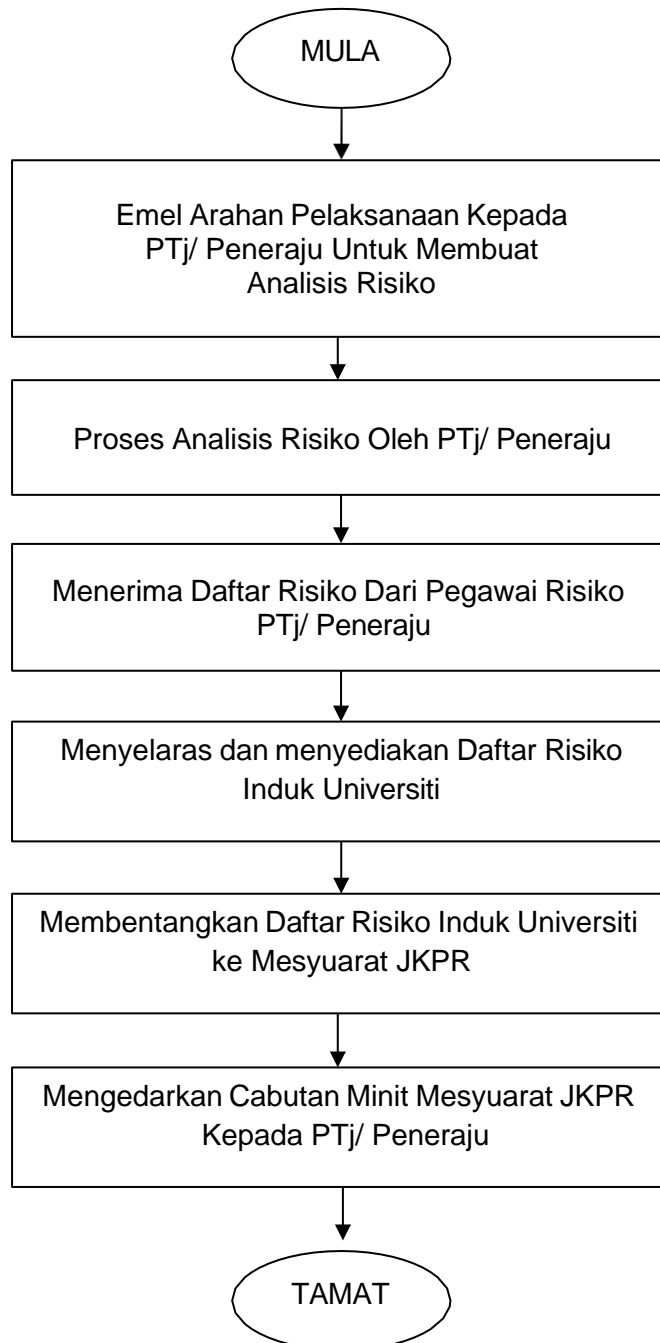 MULA
Emel Arahan Pelaksanaan Kepada
PTj/ Peneraju Untuk Membuat
Analisis Risiko
Proses Analisis Risiko Oleh PTj/ Peneraju
Menerima Daftar Risiko Dari Pegawai Risiko
PTj/ Peneraju
Menyelaras dan menyediakan Daftar Risiko
Induk Universiti
Membentangkan Daftar Risiko Induk Universiti
ke Mesyuarat JKPR
Mengedarkan Cabutan Minit Mesyuarat JKPR
Kepada PTj/ Peneraju
TAMAT